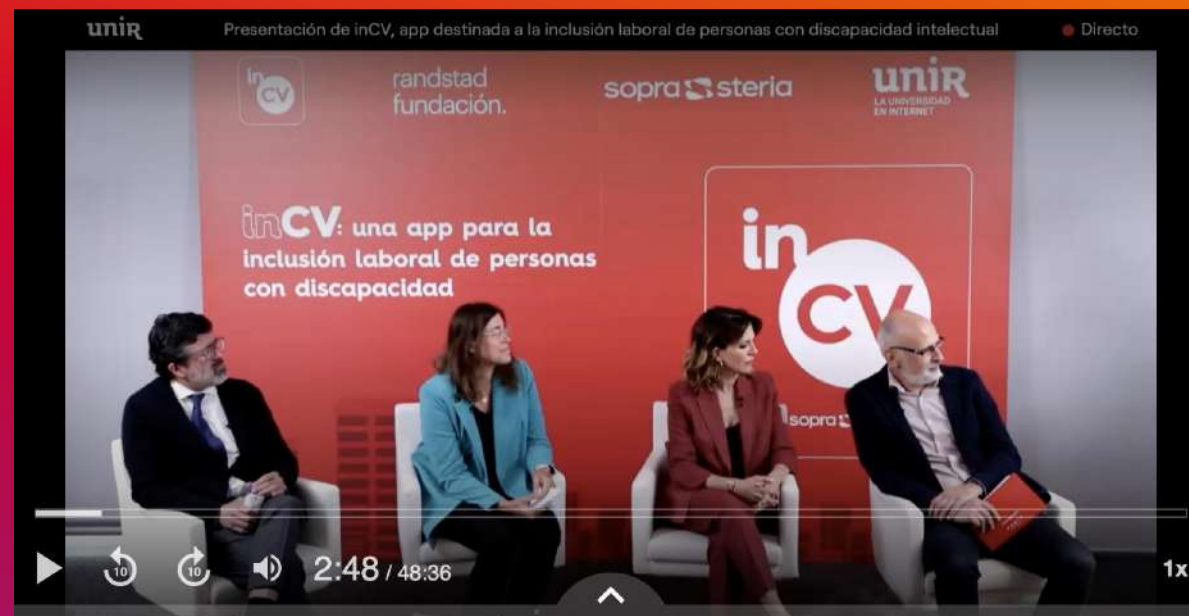 unir
Presentación de inCV, app destinada a la inclusión laboral de personas con discapacidad intelectual
Directo
in
CV
randstad
fundación.
sopra steria
unir
LA UNIVERSIDAD
EN INTERNET
inCV: una app para la
inclusión laboral de personas
con discapacidad
in
CV
sopra
10
10
2:48 / 48:36
1x